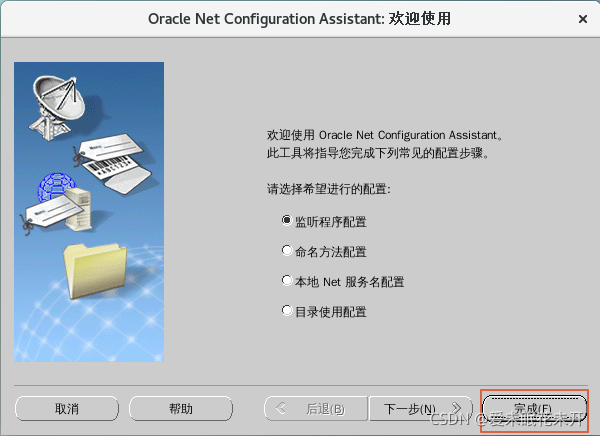 Oracle Net Configuration Assistant: 欢迎使用
欢迎使用 Oracle Net Configuration Assistant。
此工具将指导您完成下列常见的配置步骤。
请选择希望进行的配置:
监听程序配置
命名方法配置
本地 Net 服务名配置
目录使用配置
取消
帮助
后退(B)
下一步(N)
完成(F)
CSDN @爱未眠花未开